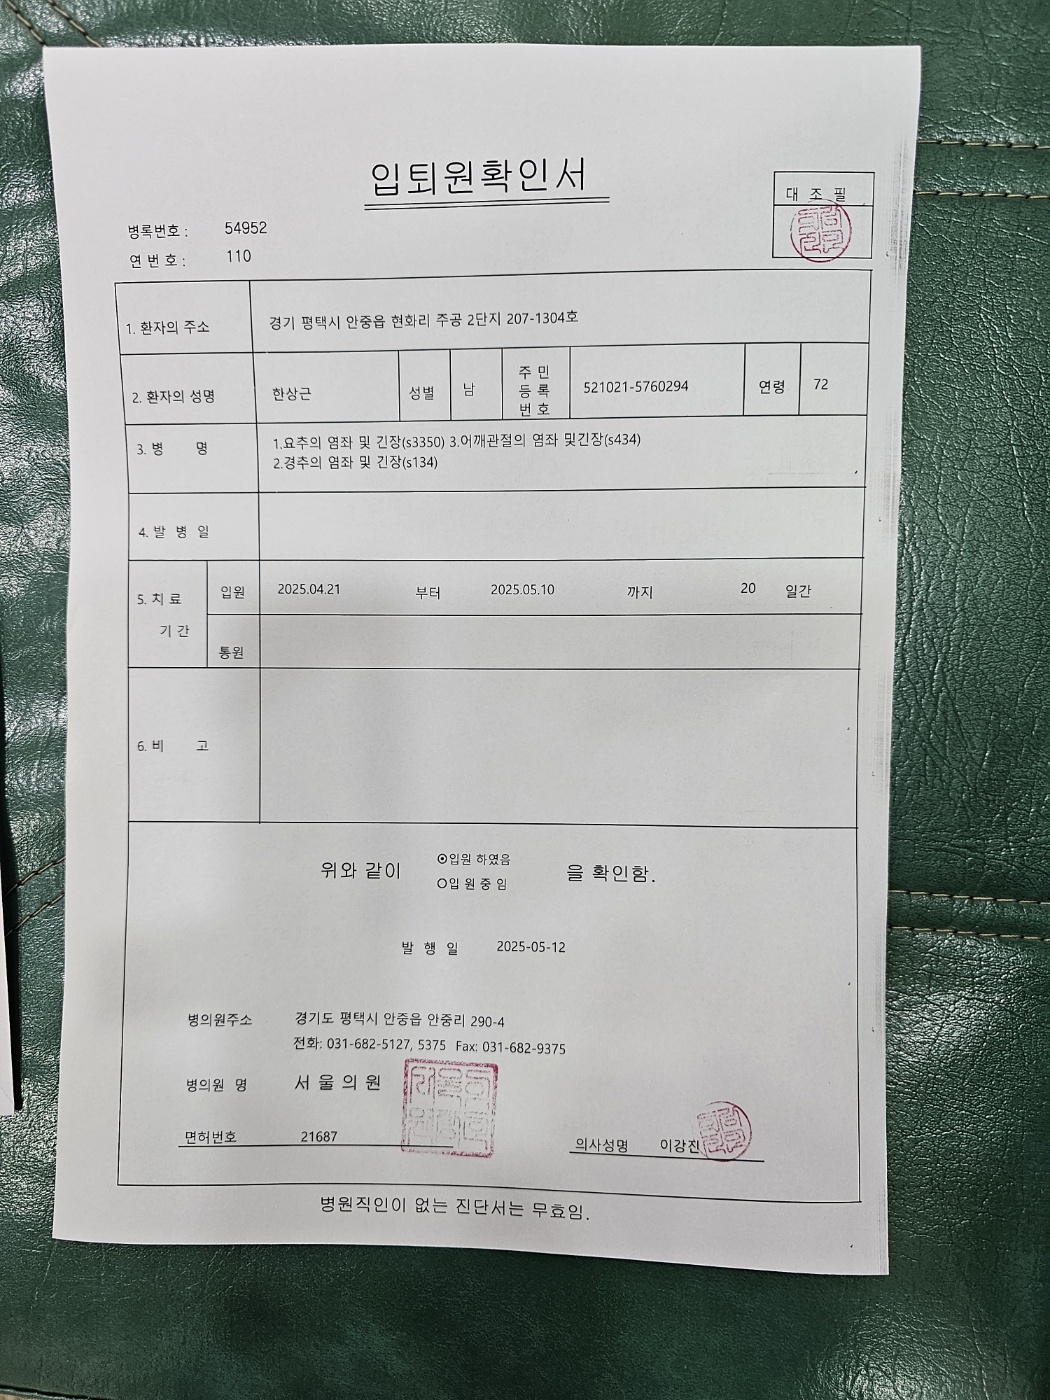 입퇴원확인서
대 조 필
병록번호 : 54952
연 번 호 : 110
1. 환자의 주소 경기 평택시 안중읍 현화리 주공 2단지 207-1304호
2. 환자의 성명 한상근 성별 남 주 민 등 록 번 호 521021-5760294 연령 72
3. 병 명 1.요추의 염좌 및 긴장(s3350) 3.어깨관절의 염좌 및긴장(s434)
2.경추의 염좌 및 긴장(s134)
4. 발 병 일
5. 치 료 기 간 입원 2025.04.21 부터 2025.05.10 까지 20 일간
통원
6. 비 고
위와 같이 ⊙입원 하였음 을 확인함.
○입 원 중 임
발 행 일 2025-05-12
병의원주소 경기도 평택시 안중읍 안중리 290-4
전화: 031-682-5127, 5375 Fax: 031-682-9375
병의원 명 서 울 의 원
면허번호 21687 의사성명 이강진
병원직인이 없는 진단서는 무효임.